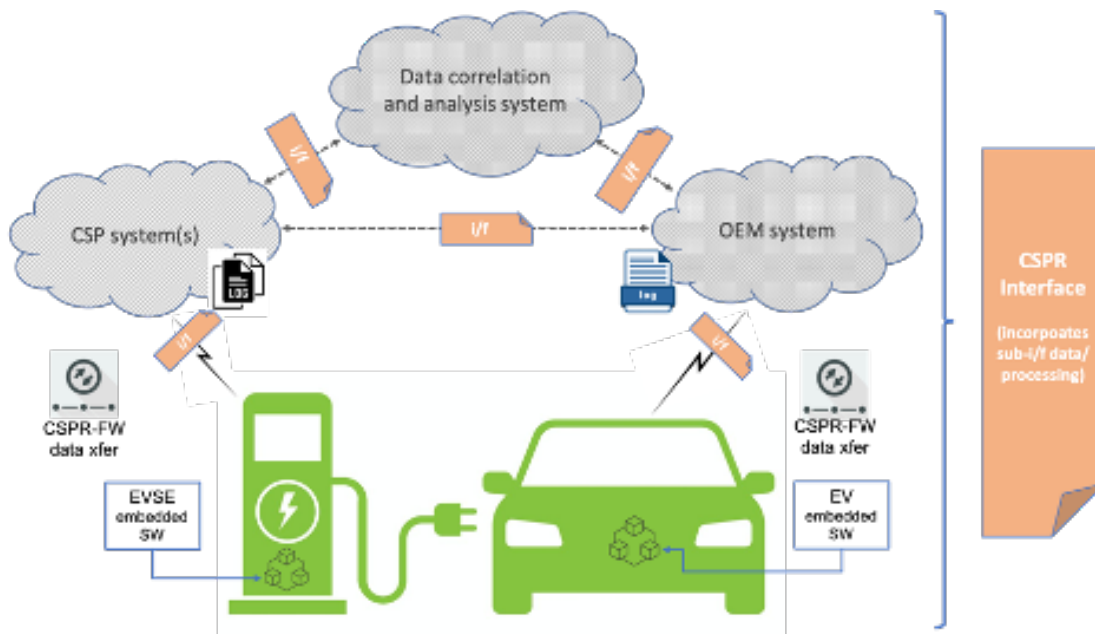 Data correlation
and analysis system
i/f
i/f
CSP system(s)
i/f
OEM system
LOG
log
i/f
i/f
CSPR
Interface
(Incorpoates
sub-i/f data/
processing)
CSPR-FW
data xfer
CSPR-FW
data xfer
EVSE
embedded
SW
EV
embedded
SW